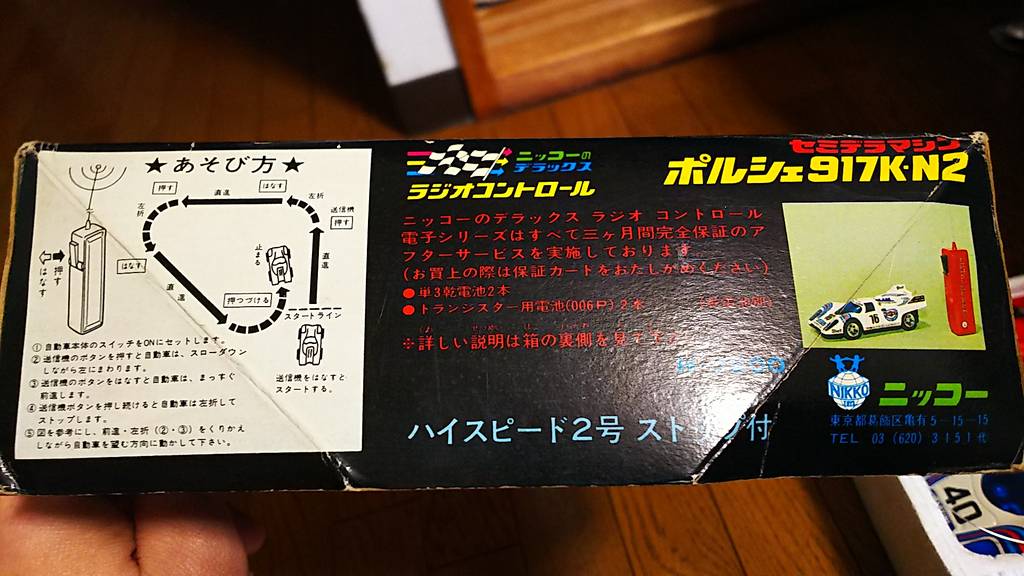 ★あそび方★
押す
直進
はなす
左折
左折
送信機
押す
止まる
直進
はなす
押す
はなす
直進
押つづける
スタートライン
送信機をはなすと
スタートする。
①自動車本体のスイッチをONにセットします。
②送信機のボタンを押すと自動車は、スローダウン
しながら左にまわります。
③送信機のボタンをはなすと自動車は、まっすぐ
前進します。
④送信機ボタンを押し続けると自動車は左折して
ストップします。
⑤図を参考にし、前進・左折(②・③)をくりかえ
しながら自動車を望む方向に動かして下さい。
ニッコーの
デラックス
ラジオコントロール
ニッコーのデラックス ラジオ コントロール
電子シリーズはすべて三ヶ月間完全保証のア
フターサービスを実施しております
(お買上の際は保証カートをおたしかめください)
●単3乾電池2本
●トランジスター用電池(006P)2本
※詳しい説明は箱の裏側を見て
ハイスピード2号 スト
付
セミデラマシン
ポルシェ917K・N2
16
NIKKO
ニッコー
東京都葛飾区亀有5-15-15
TEL 03(620)3151代
40